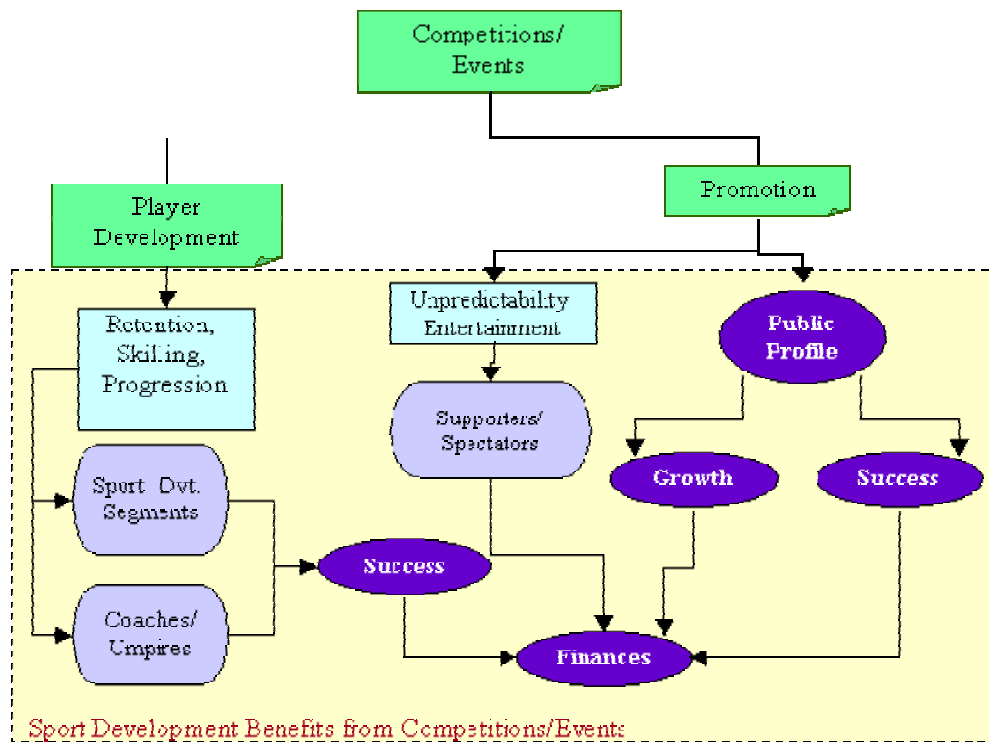 Competitions/
Events
Promotion
Player
Development
Unpredictability
Entertainment
Public
Profile
Retention,
Skilling,
Progression
Supporters/
Spectators
Growth
Success
Sport Dvt.
Segments
Success
Coaches/
Umpires
Finances
Sport Development Benefits from Competitions/Events